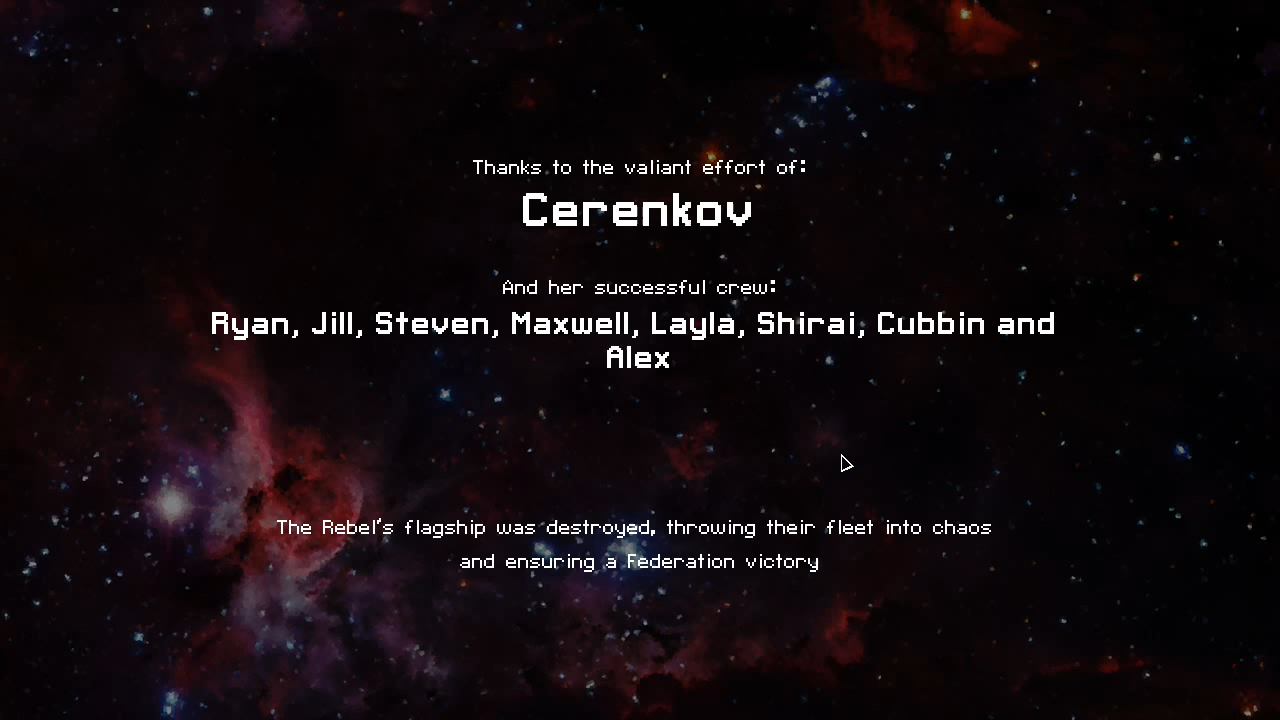 Thanks to the valiant effort of:
Cerenkov
And her successful crew:
Ryan, Jill, Steven, Maxwell, Layla, Shirai, Cubbin and
Alex
The Rebel's flagship was destroyed, throwing their fleet into chaos
and ensuring a Federation victory